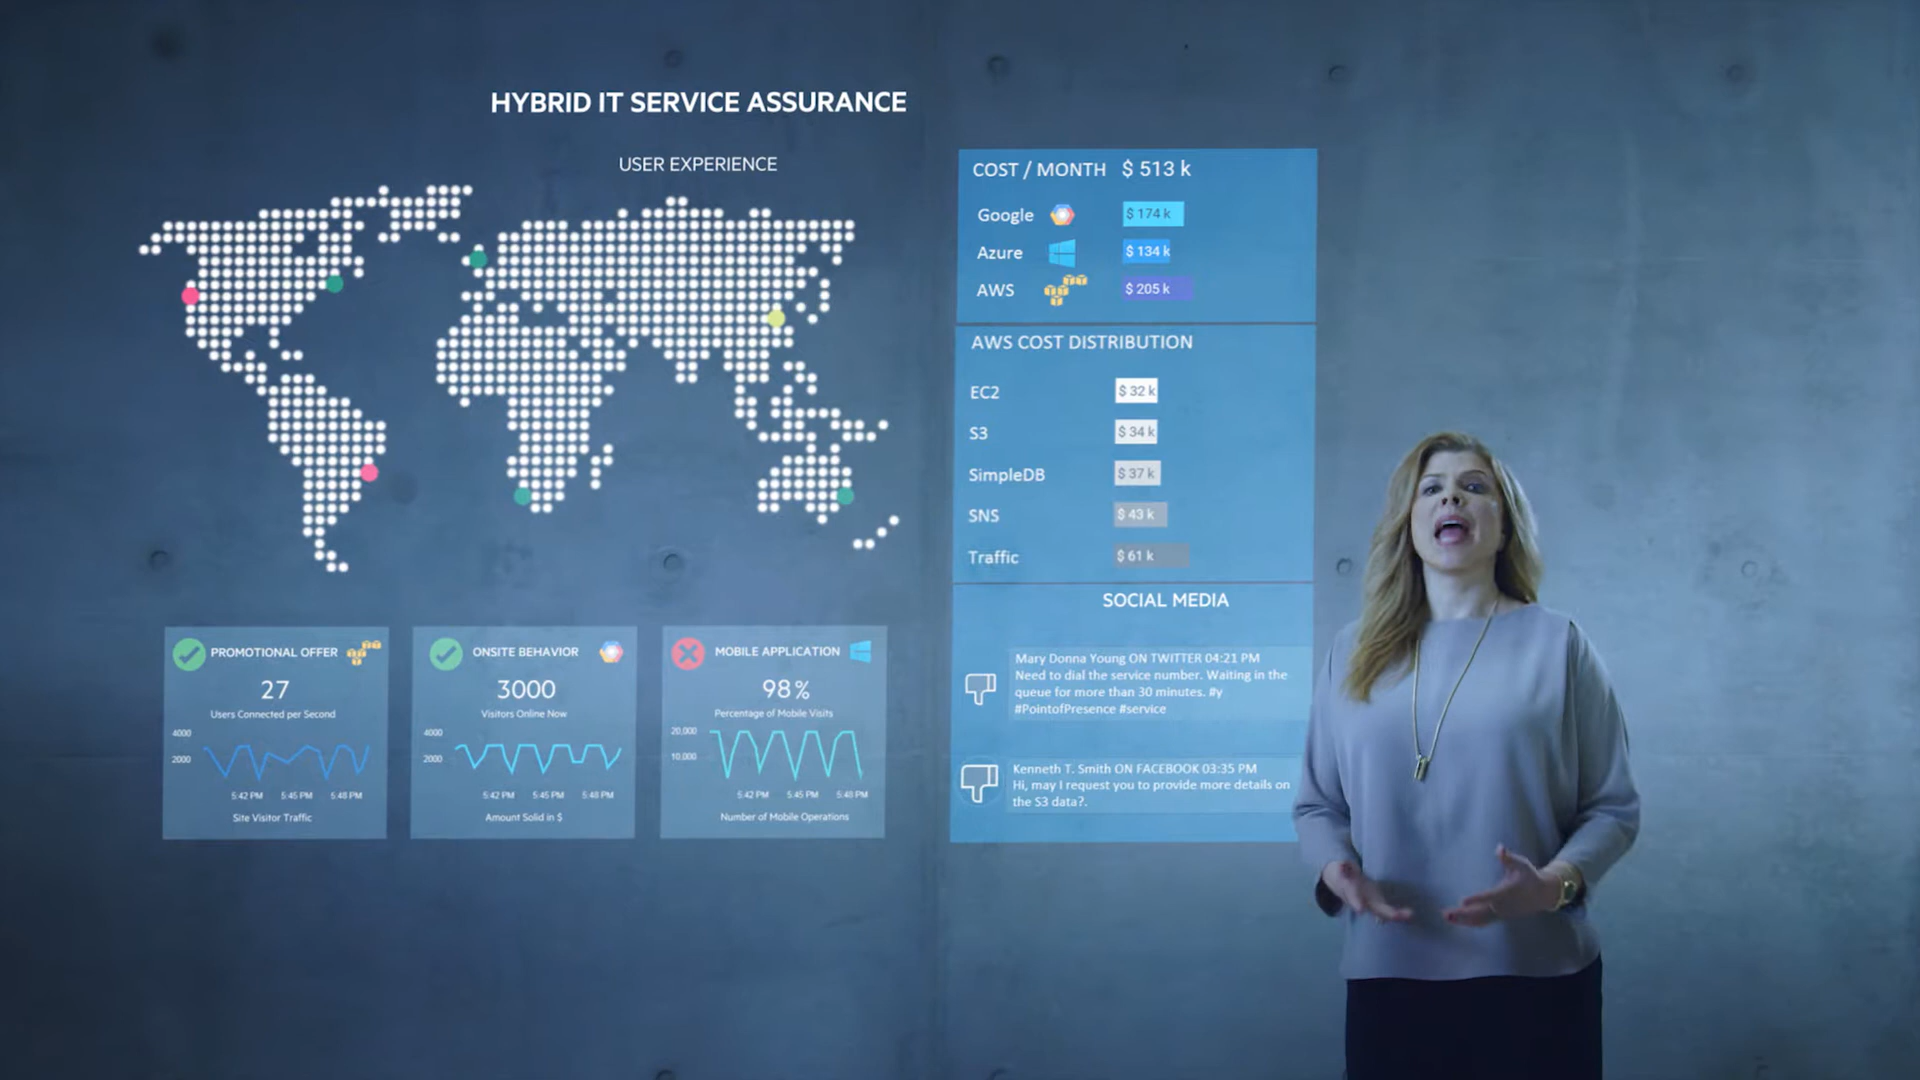 HYBRID IT SERVICE ASSURANCE
USER EXPERIENCE
COST / MONTH $ 513 k
Google $ 174 k
Azure $ 134 k
AWS $ 205 k
AWS COST DISTRIBUTION
EC2 $ 32 k
S3 $ 34 k
SimpleDB $ 37 k
SNS $ 43 k
Traffic $ 61 k
SOCIAL MEDIA
Mary Donna Young ON TWITTER 04:21 PM
Need to dial the service number. Waiting in the
queue for more than 30 minutes. #y
#PointofPresence #service
Kenneth T. Smith ON FACEBOOK 03:35 PM
Hi, may I request you to provide more details on
the S3 data?.
PROMOTIONAL OFFER
27
Users Connected per Second
4000
2000
5:42 PM 5:45 PM 5:48 PM
Site Visitor Traffic
ONSITE BEHAVIOR
3000
Visitors Online Now
4000
2000
5:42 PM 5:45 PM 5:48 PM
Amount Solid in $
MOBILE APPLICATION
98%
Percentage of Mobile Visits
20,000
10,000
5:42 PM 5:45 PM 5:48 PM
Number of Mobile Operations